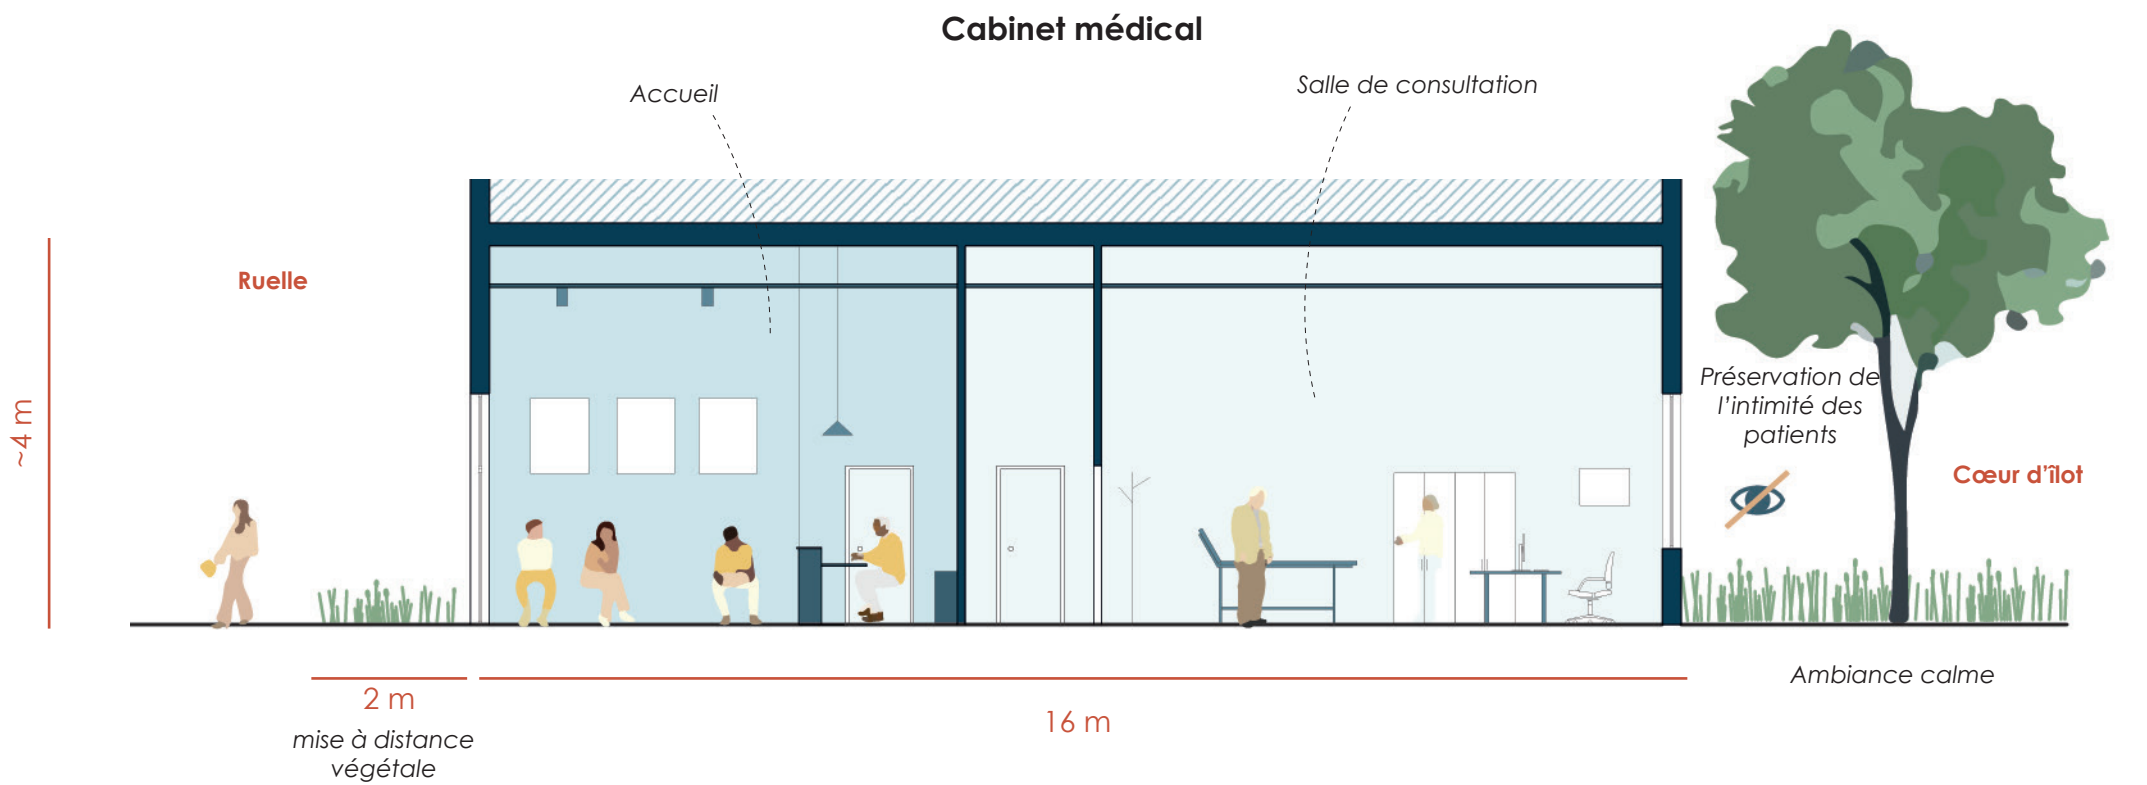 Cabinet médical
Accueil
Salle de consultation
Ruelle
~4 m
Préservation de
l'intimité des
patients
Cœur d'îlot
2 m
mise à distance
végétale
16 m
Ambiance calme